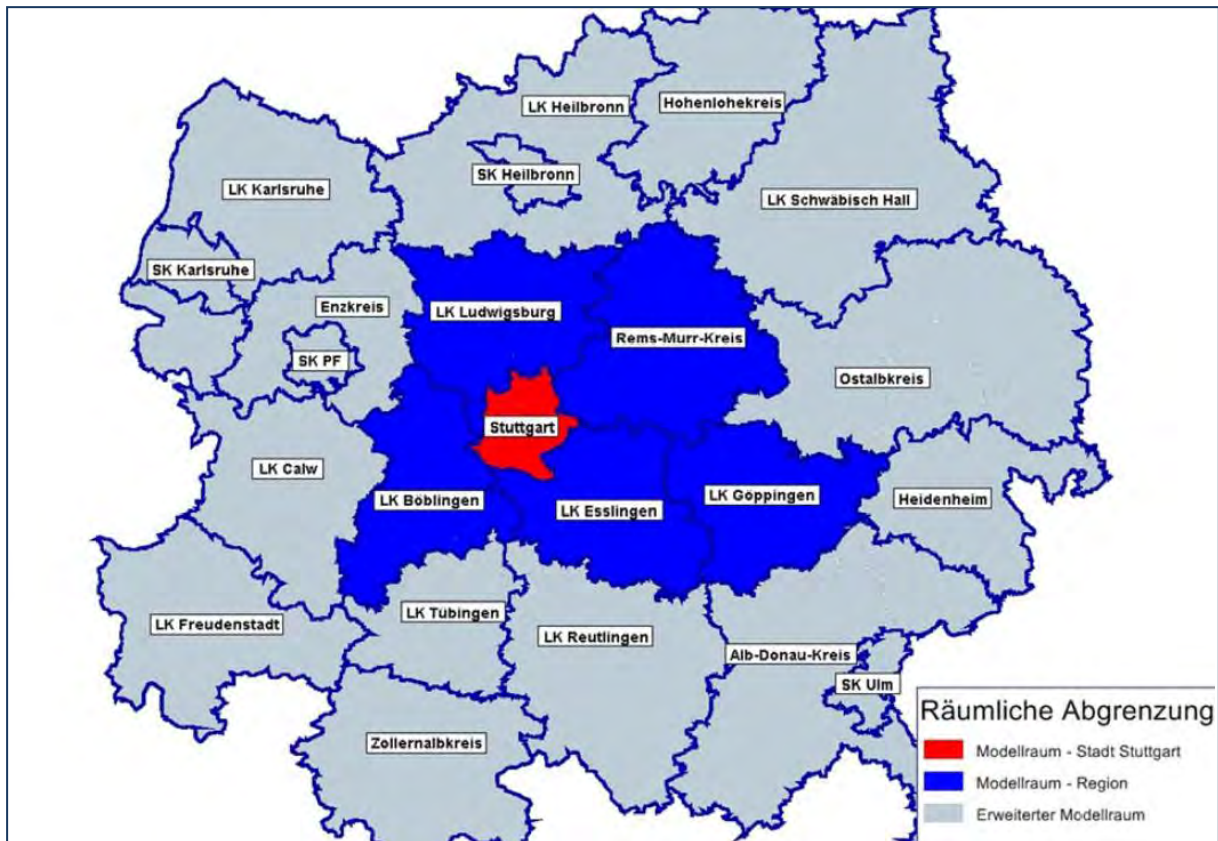 LK Heilbronn
Hohenlohekreis
SK Heilbronn
LK Karlsruhe
LK Schwäbisch Hall
SK Karlsruhe
Enzkreis
LK Ludwigsburg
Rems-Murr-Kreis
SK PF
Ostalbkreis
Stuttgart
LK Calw
LK Böblingen
LK Esslingen
LK Göppingen
Heidenheim
LK Freudenstadt
LK Tübingen
LK Reutlingen
Alb-Donau-Kreis
SK Ulm
Zollernalbkreis
Räumliche Abgrenzung
Modellraum - Stadt Stuttgart
Modellraum - Region
Erweiterter Modellraum